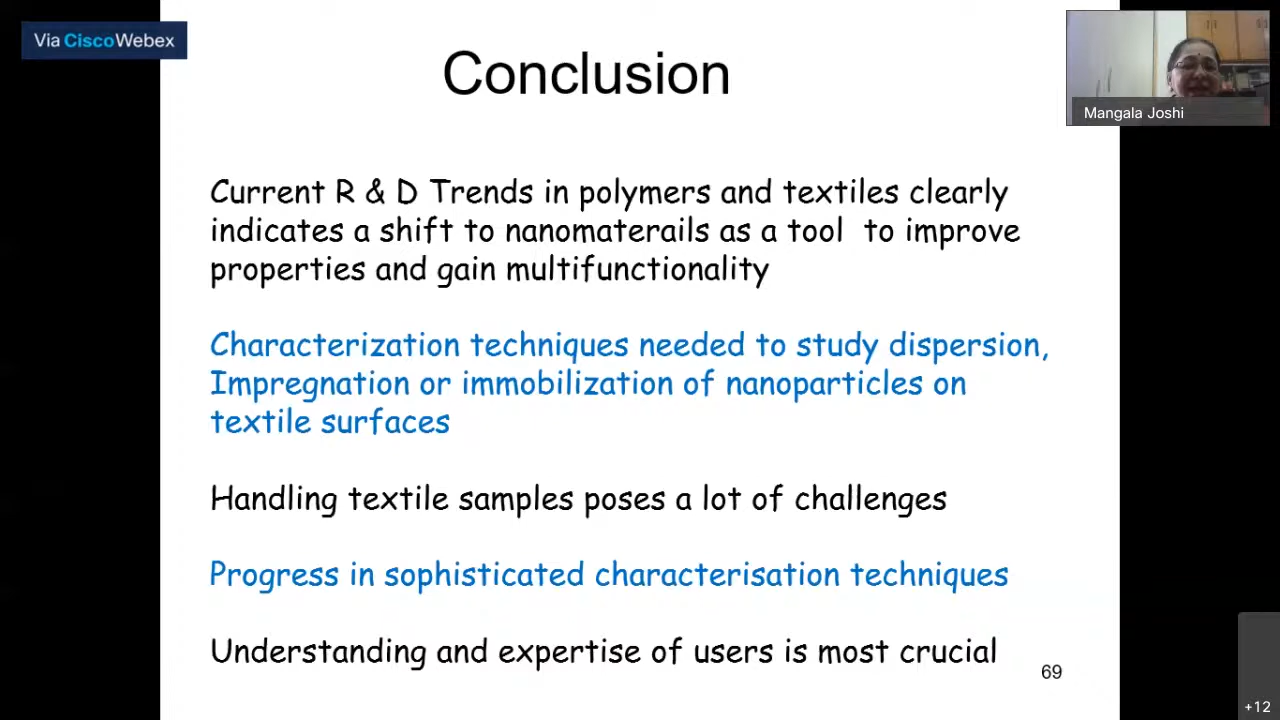 Via CiscoWebex
Conclusion
Mangala Joshi
Current R & D Trends in polymers and textiles clearly
indicates a shift to nanomaterails as a tool to improve
properties and gain multifunctionality
Characterization techniques needed to study dispersion,
Impregnation or immobilization of nanoparticles on
textile surfaces
Handling textile samples poses a lot of challenges
Progress in sophisticated characterisation techniques
Understanding and expertise of users is most crucial
69
+12